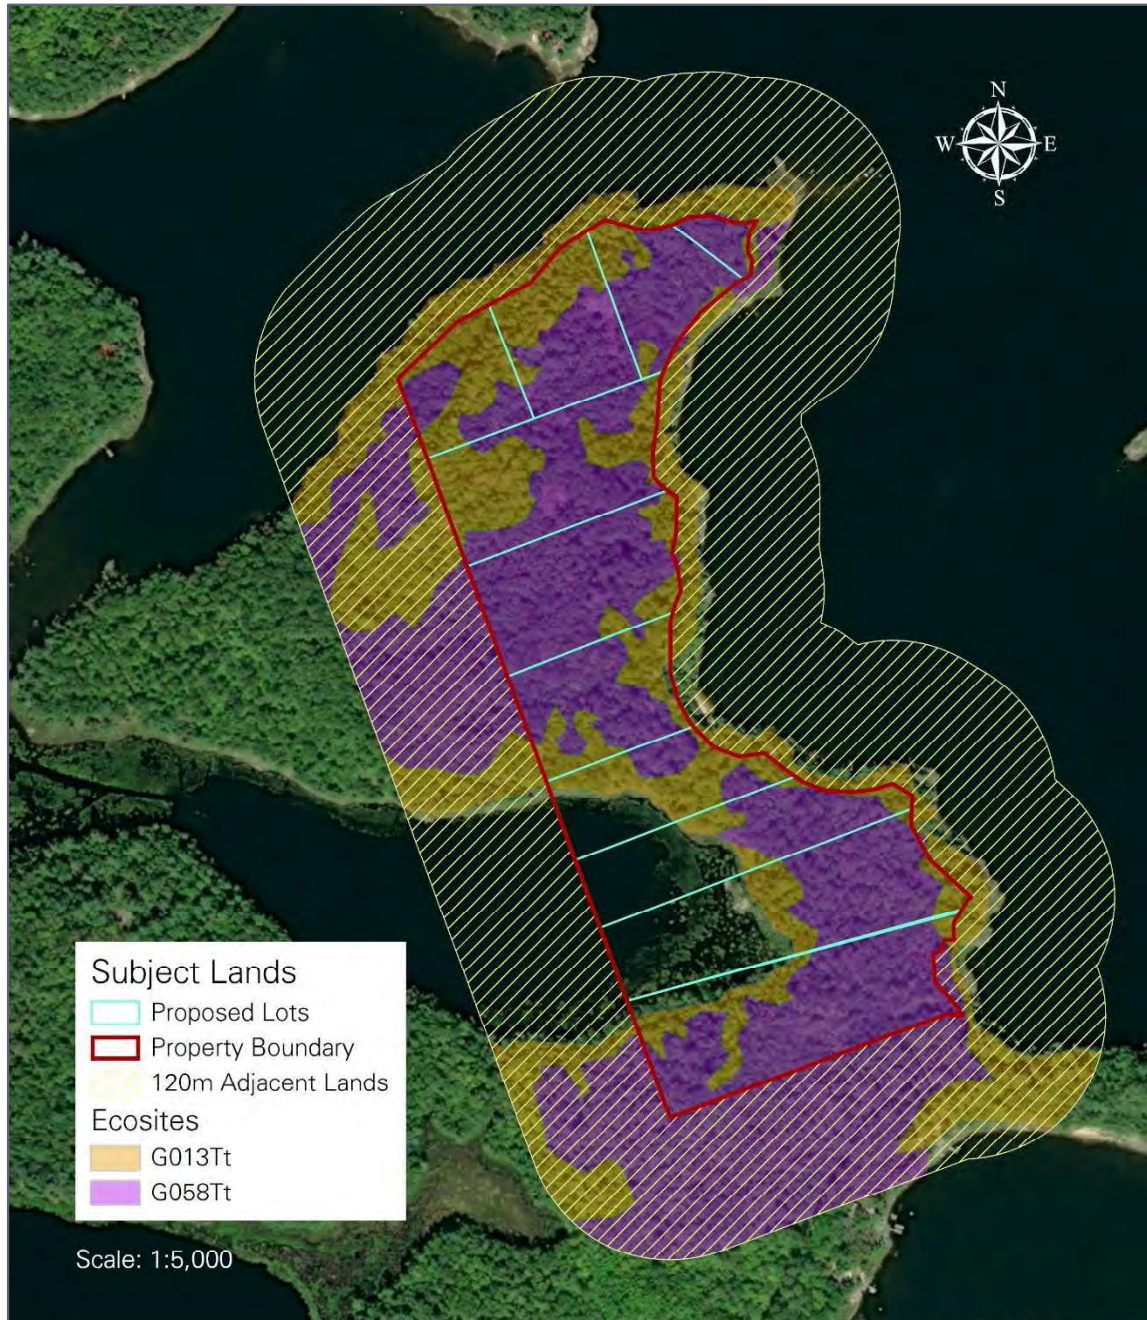 N
W E
S
Subject Lands
Proposed Lots
Property Boundary
120m Adjacent Lands
Ecosites
G013Tt
G058Tt
Scale: 1:5,000